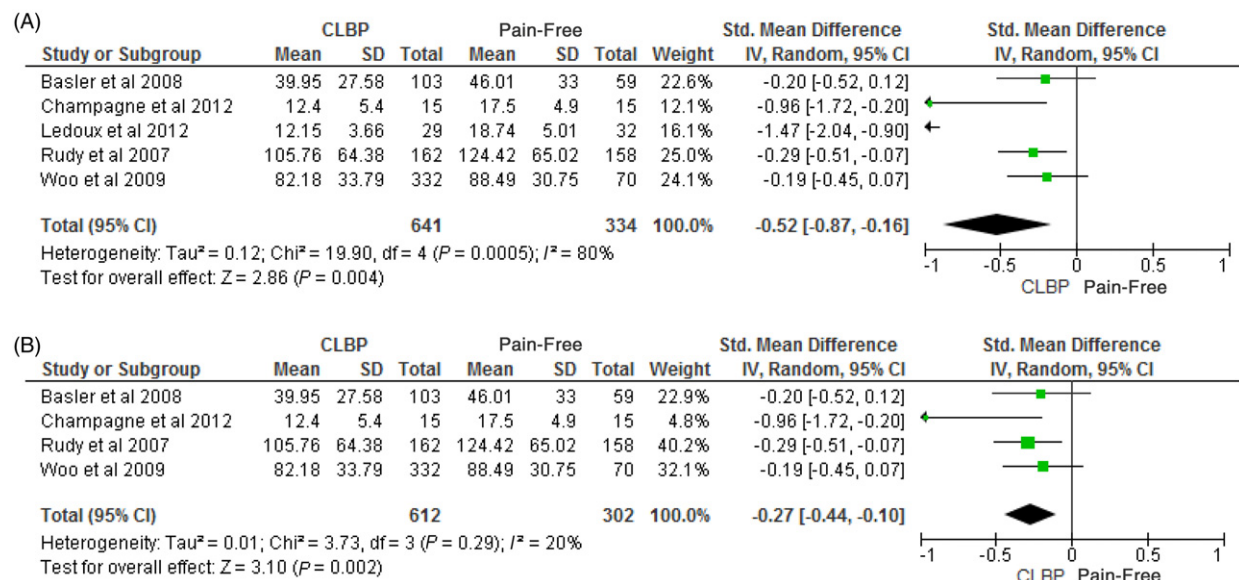 (A)
CLBP Pain-Free Std. Mean Difference Std. Mean Difference
Study or Subgroup Mean SD Total Mean SD Total Weight IV, Random, 95% CI IV, Random, 95% CI
Basler et al 2008 39.95 27.58 103 46.01 33 59 22.6% -0.20 [-0.52, 0.12]
Champagne et al 2012 12.4 5.4 15 17.5 4.9 15 12.1% -0.96 [-1.72, -0.20]
Ledoux et al 2012 12.15 3.66 29 18.74 5.01 32 16.1% -1.47 [-2.04, -0.90]
Rudy et al 2007 105.76 64.38 162 124.42 65.02 158 25.0% -0.29 [-0.51, -0.07]
Woo et al 2009 82.18 33.79 332 88.49 30.75 70 24.1% -0.19 [-0.45, 0.07]
Total (95% CI) 641 334 100.0% -0.52 [-0.87, -0.16]
Heterogeneity: Tau² = 0.12; Chi² = 19.90, df = 4 (P = 0.0005); I² = 80%
Test for overall effect: Z = 2.86 (P = 0.004)
-1 -0.5 0 0.5 1
CLBP Pain-Free
(B)
CLBP Pain-Free Std. Mean Difference Std. Mean Difference
Study or Subgroup Mean SD Total Mean SD Total Weight IV, Random, 95% CI IV, Random, 95% CI
Basler et al 2008 39.95 27.58 103 46.01 33 59 22.9% -0.20 [-0.52, 0.12]
Champagne et al 2012 12.4 5.4 15 17.5 4.9 15 4.8% -0.96 [-1.72, -0.20]
Rudy et al 2007 105.76 64.38 162 124.42 65.02 158 40.2% -0.29 [-0.51, -0.07]
Woo et al 2009 82.18 33.79 332 88.49 30.75 70 32.1% -0.19 [-0.45, 0.07]
Total (95% CI) 612 302 100.0% -0.27 [-0.44, -0.10]
Heterogeneity: Tau² = 0.01; Chi² = 3.73, df = 3 (P = 0.29); I² = 20%
Test for overall effect: Z = 3.10 (P = 0.002)
-1 -0.5 0 0.5 1
CLBP Pain-Free